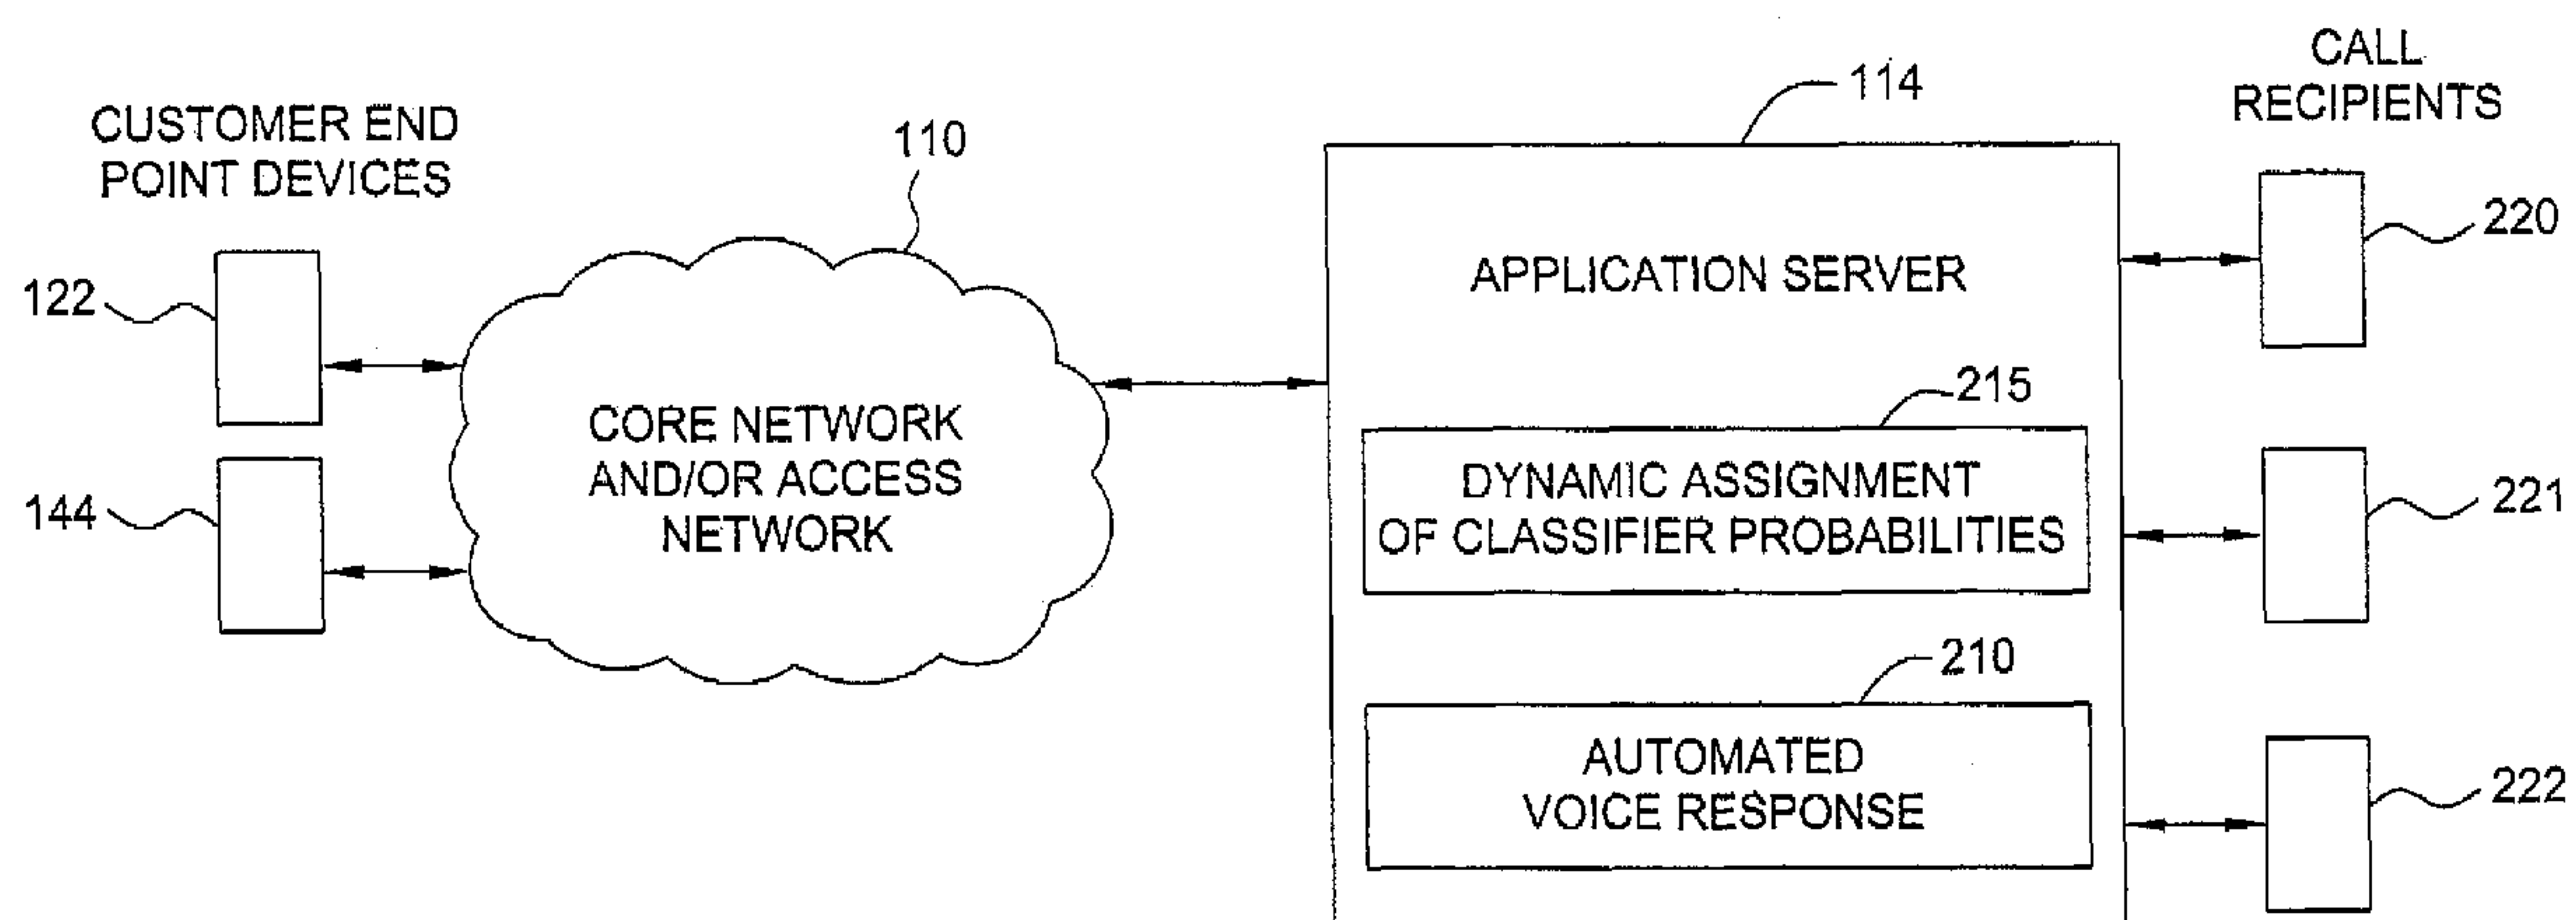 CUSTOMER END
POINT DEVICES
122
144
110
CORE NETWORK
AND/OR ACCESS
NETWORK
114
APPLICATION SERVER
215
DYNAMIC ASSIGNMENT
OF CLASSIFIER PROBABILITIES
210
AUTOMATED
VOICE RESPONSE
CALL
RECIPIENTS
220
221
222